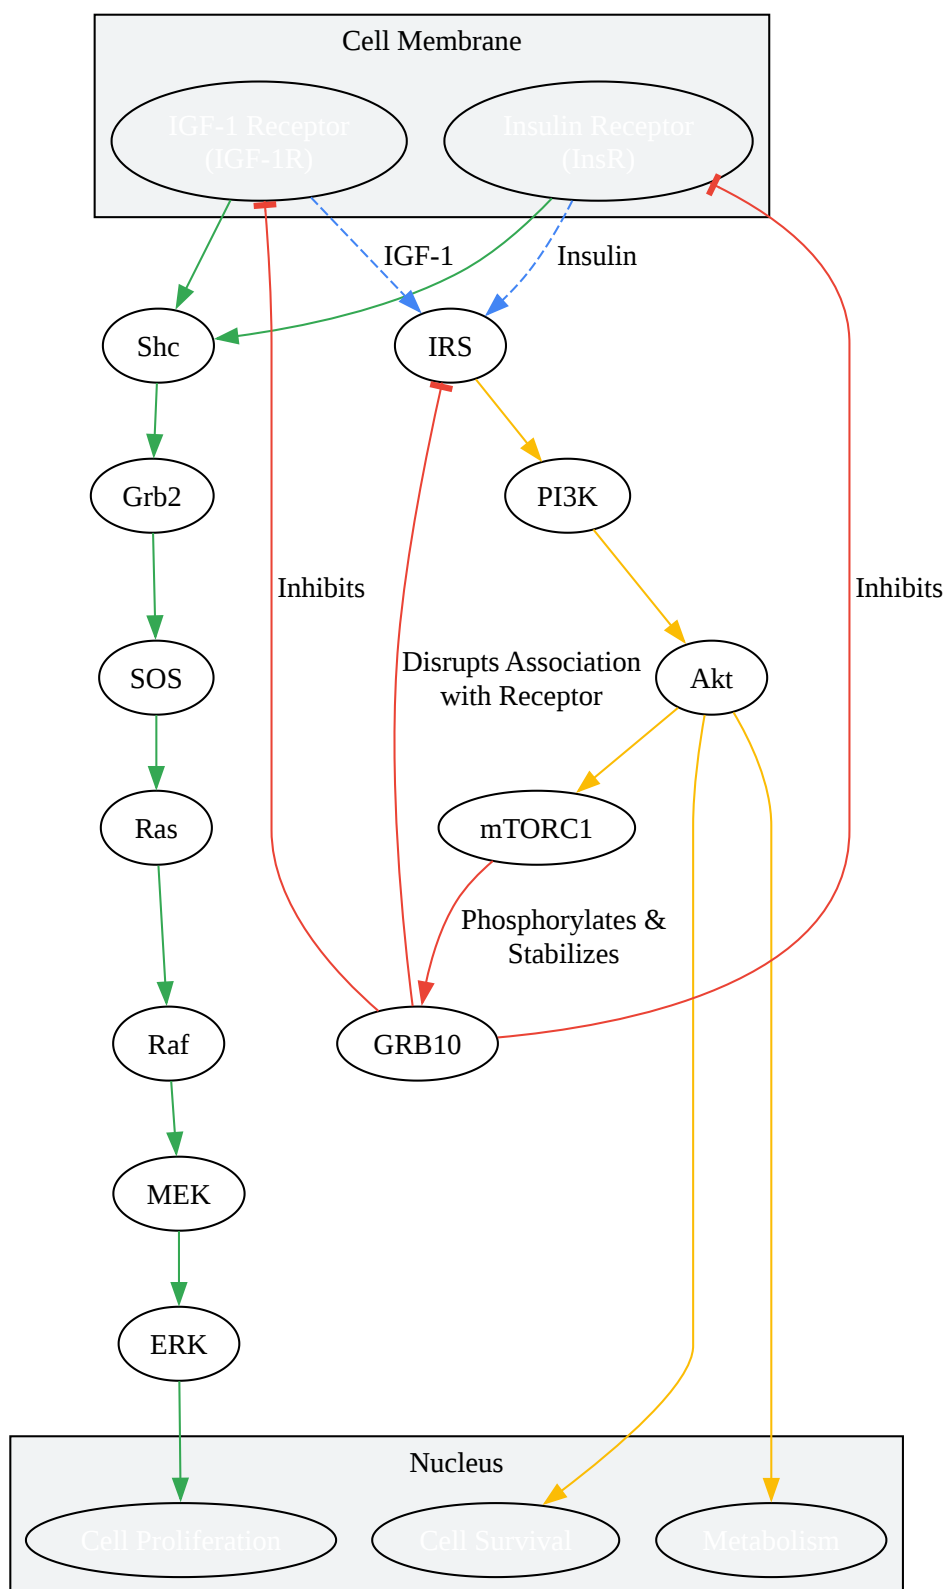 Cell Membrane
IGF-1 Receptor
(IGF-1R)
Insulin Receptor
(InsR)
IGF-1
Insulin
Shc
IRS
Grb2
PI3K
Inhibits
Inhibits
Disrupts Association
with Receptor
SOS
Akt
Ras
mTORC1
Phosphorylates &
Stabilizes
Raf
GRB10
MEK
ERK
Nucleus
Cell Proliferation
Cell Survival
Metabolism